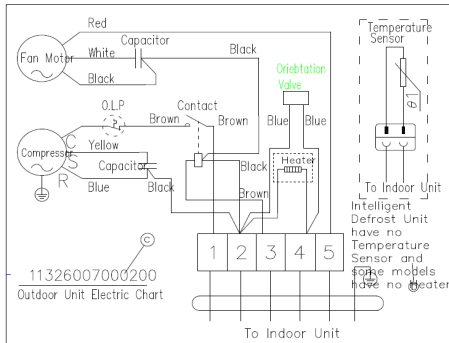 Red
Fan Motor
White
Capacitor
Black
Black
Temperature
Sensor
θ1
Oriebtation
Valve
O.L.P
Contact
Brown
Brown
Blue
Blue
C
S
R
Compressor
Yellow
Capacitor
Blue
Black
Black
Heater
Brown
To Indoor Unit
1
2
3
4
5
Intelligent
Defrost Unit
have no
Temperature
Sensor and
some models
have no Heater
C
11326007000200
Outdoor Unit Electric Chart
To Indoor Unit